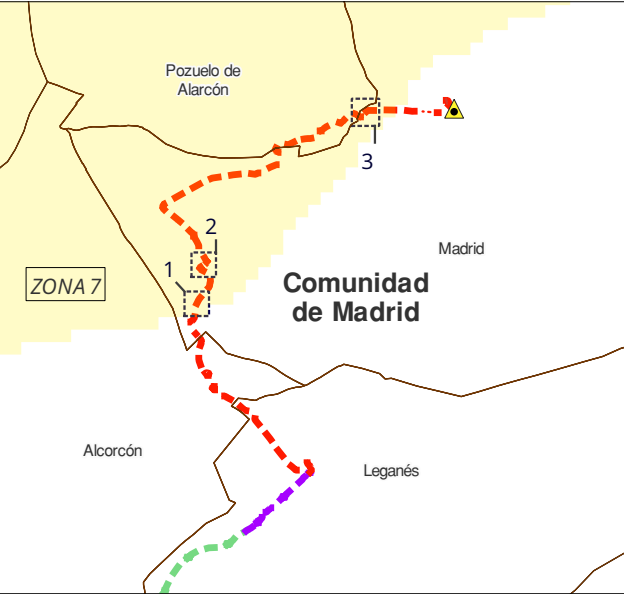 Pozuelo de
Alarcón
3
2
Madrid
1
ZONA 7
Comunidad
de Madrid
Alcorcón
Leganés